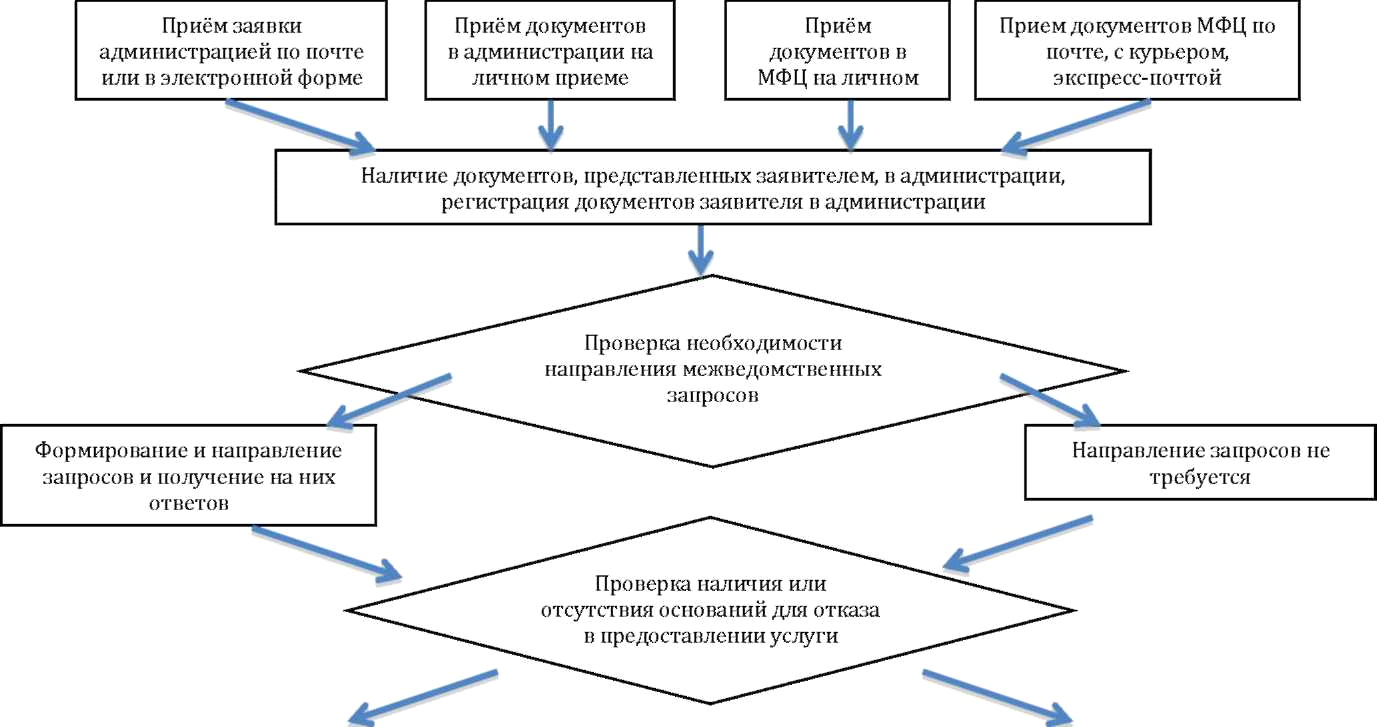 Приём заявки
администрацией по почте
или в электронной форме
Приём документов
в администрации на
личном приеме
Приём
документов в
МФЦ на личном
Прием документов МФЦ по
почте, с курьером,
экспресс-почтой
Наличие документов, представленных заявителем, в администрации,
регистрация документов заявителя в администрации
Проверка необходимости
направления межведомственных
запросов
Формирование и направление
запросов и получение на них
ответов
Направление запросов не
требуется
Проверка наличия или
отсутствия оснований для отказа
в предоставлении услуги